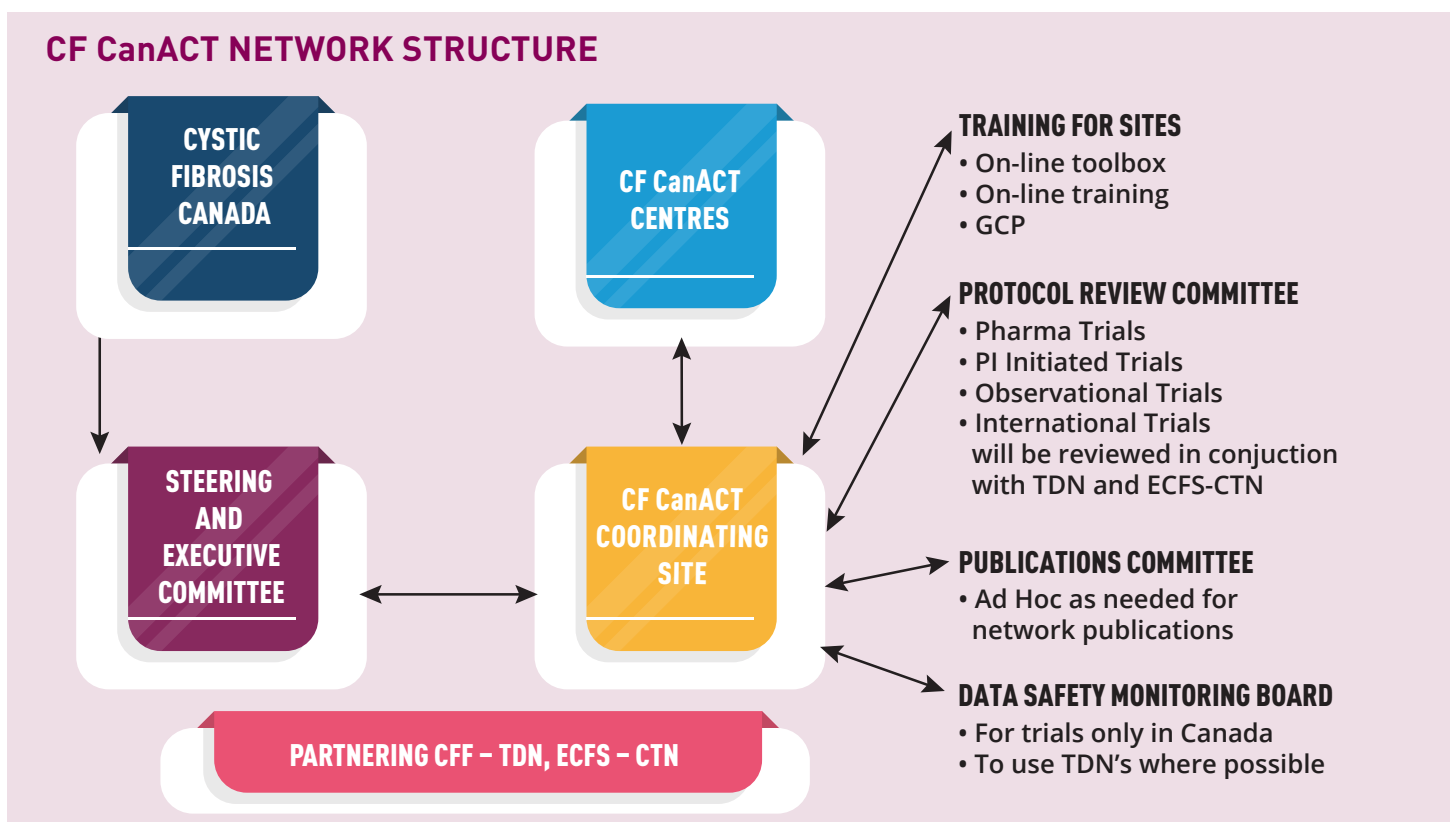 CF CanACT NETWORK STRUCTURE
CYSTIC
FIBROSIS
CANADA
CF CanACT
CENTRES
STEERING
AND
EXECUTIVE
COMMITTEE
CF CanACT
COORDINATING
SITE
PARTNERING CFF – TDN, ECFS – CTN
TRAINING FOR SITES
• On-line toolbox
• On-line training
• GCP
PROTOCOL REVIEW COMMITTEE
• Pharma Trials
• PI Initiated Trials
• Observational Trials
• International Trials
will be reviewed in conjuction
with TDN and ECFS-CTN
PUBLICATIONS COMMITTEE
• Ad Hoc as needed for
network publications
DATA SAFETY MONITORING BOARD
• For trials only in Canada
• To use TDN’s where possible